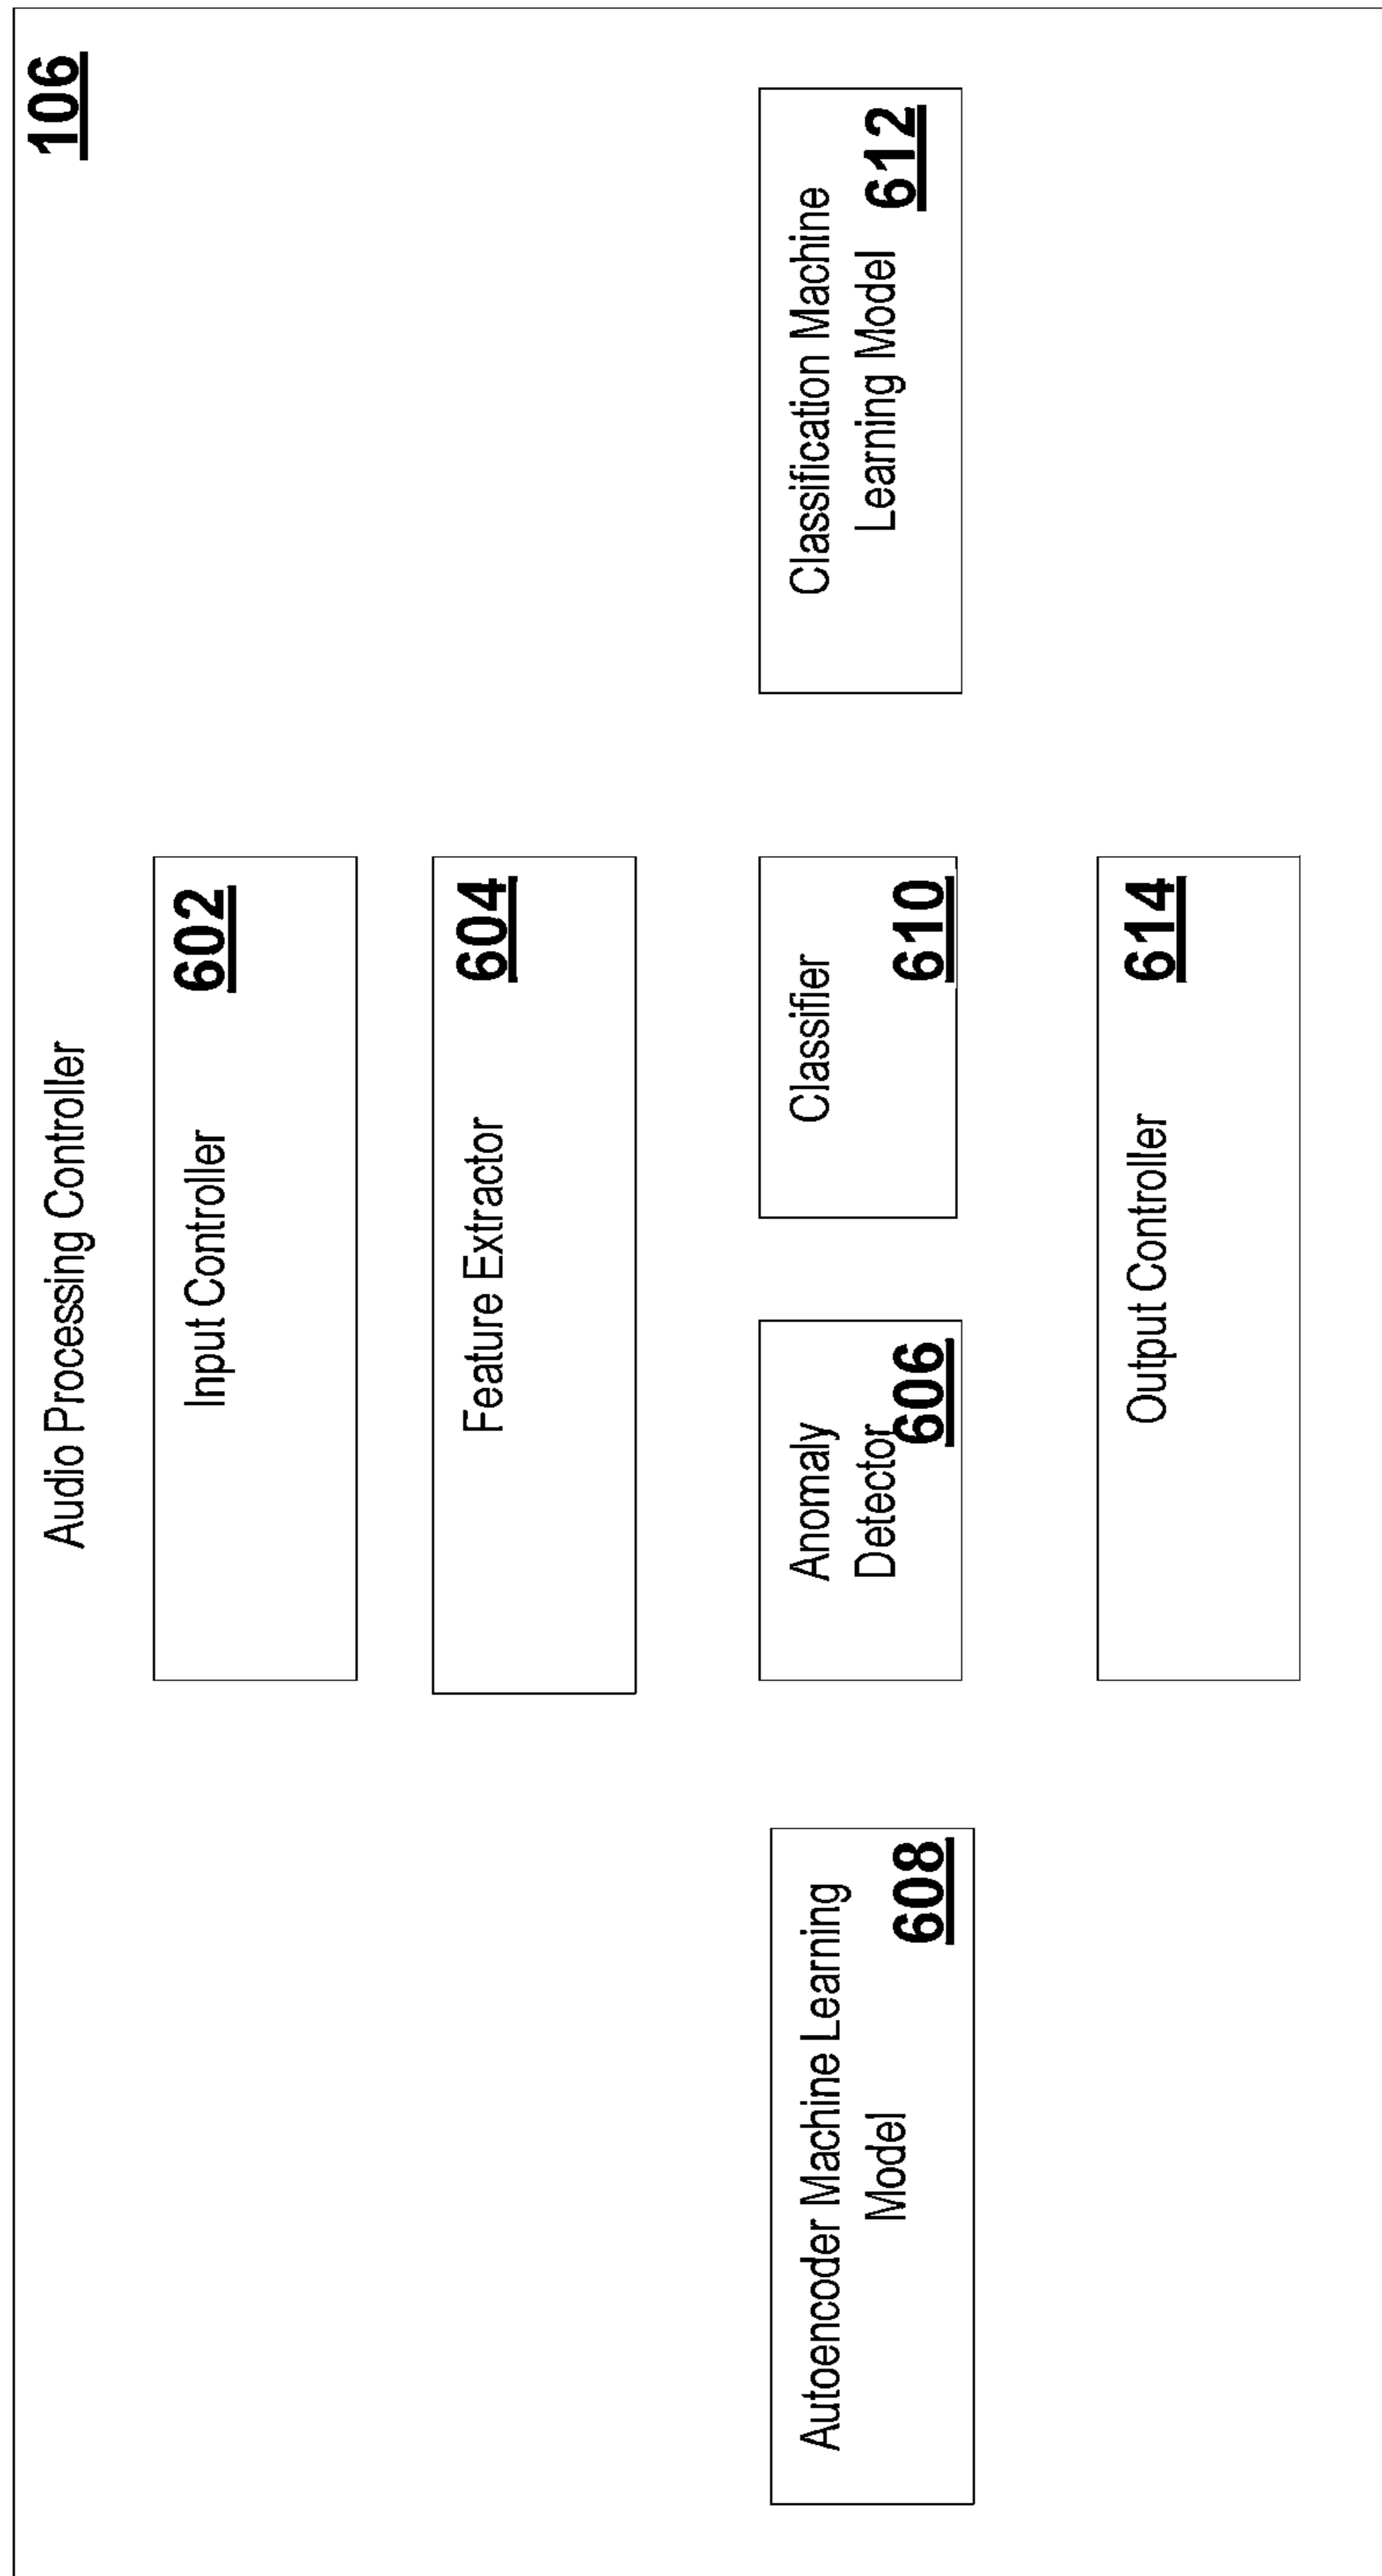 Audio Processing Controller
106
Input Controller
602
Feature Extractor
604
Autoencoder Machine Learning
Model
608
Anomaly
Detector
606
Classifier
610
Classification Machine
Learning Model
612
Output Controller
614